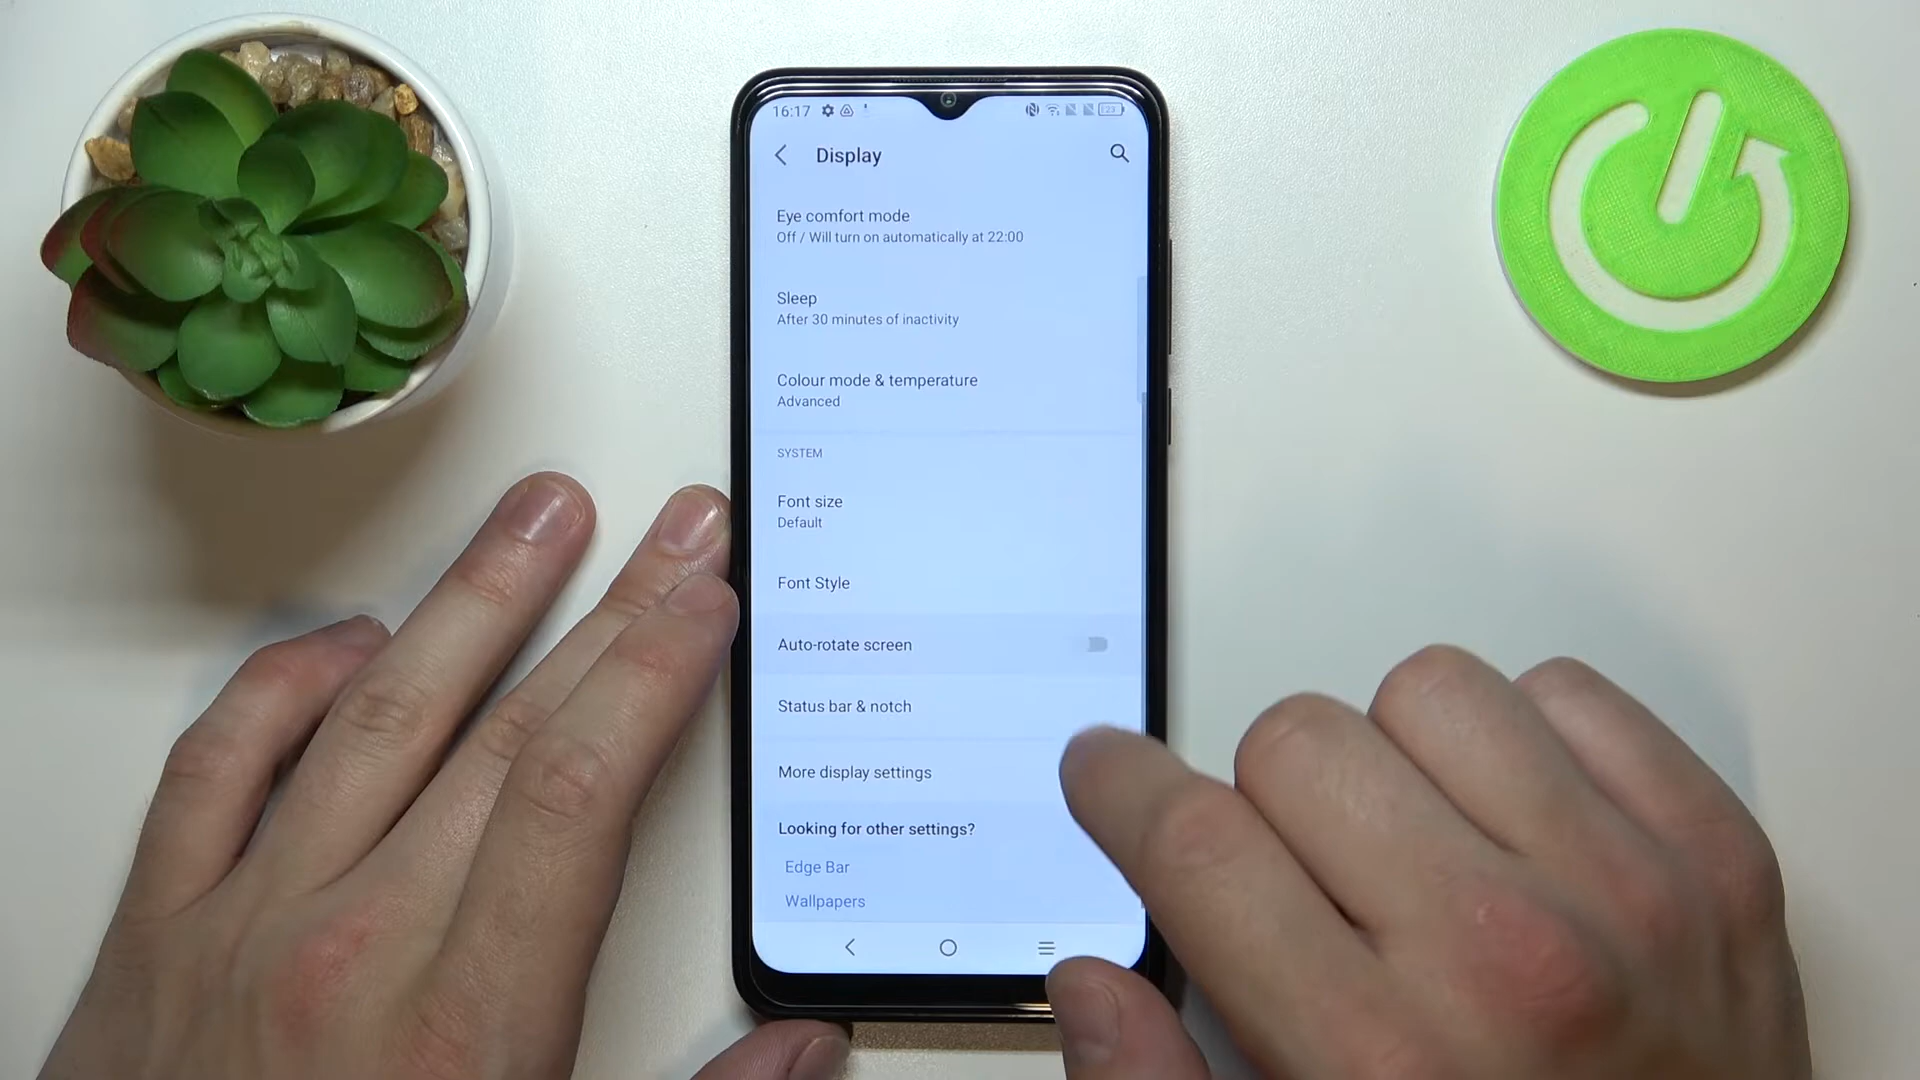 16:17
23
Display
Eye comfort mode
Off / Will turn on automatically at 22:00
Sleep
After 30 minutes of inactivity
Colour mode & temperature
Advanced
SYSTEM
Font size
Default
Font Style
Auto-rotate screen
Status bar & notch
More display settings
Looking for other settings?
Edge Bar
Wallpapers